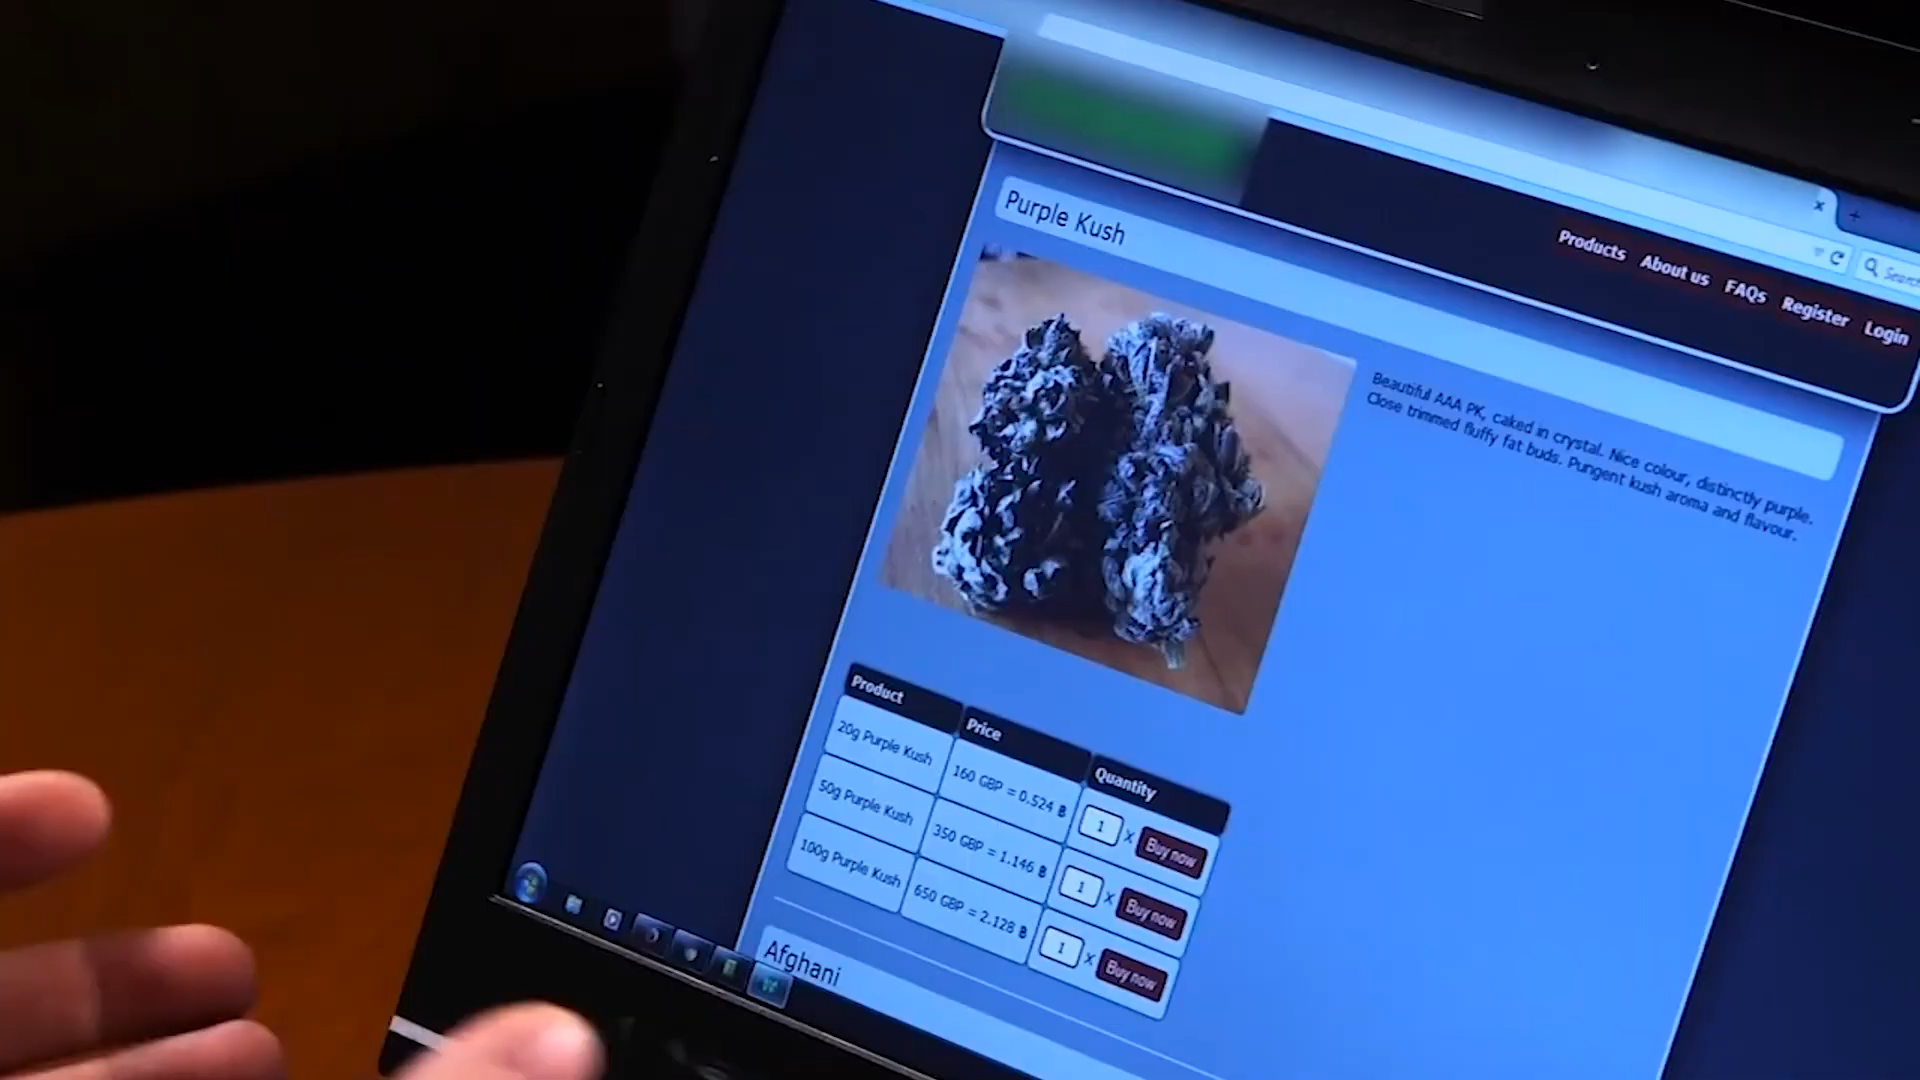 Products About us FAQs Register Login
Search
Purple Kush
Beautiful AAA PK, caked in crystal. Nice colour, distinctly purple.
Close trimmed fluffy fat buds. Pungent kush aroma and flavour.
Product Price Quantity
20g Purple Kush 160 GBP = 0.524 ฿ 1 X Buy now
50g Purple Kush 350 GBP = 1.146 ฿ 1 X Buy now
100g Purple Kush 650 GBP = 2.128 ฿ 1 X Buy now
Afghani